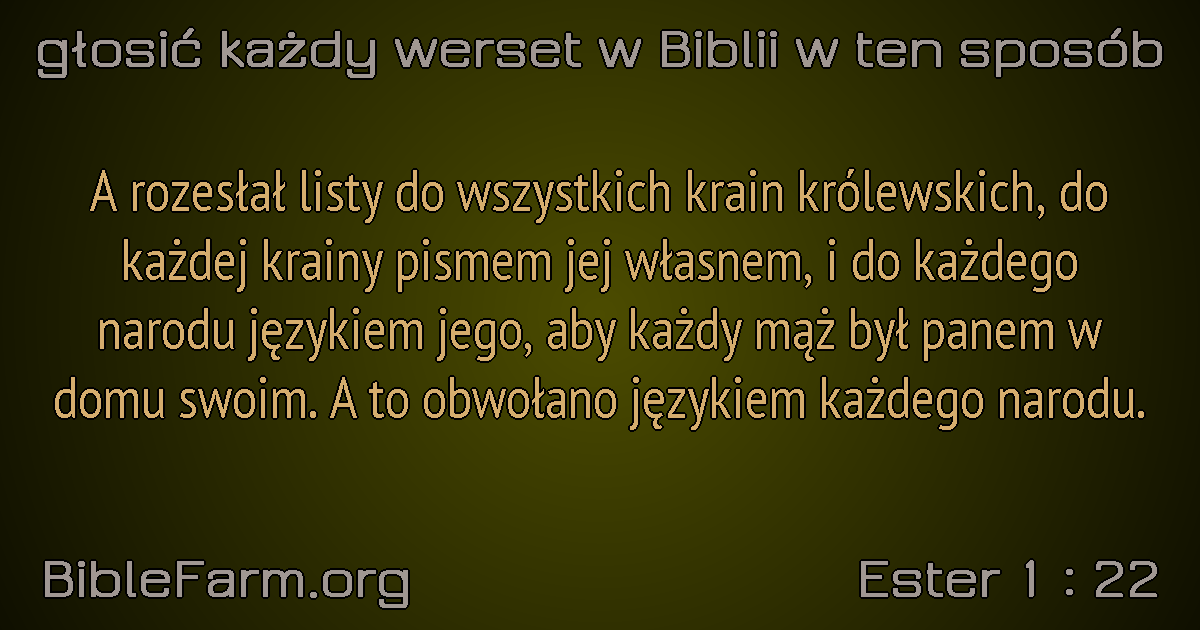 głosić każdy werset w Biblii w ten sposób
A rozesłał listy do wszystkich krain królewskich, do
każdej krainy pismem jej własnem, i do każdego
narodu językiem jego, aby każdy mąż był panem w
domu swoim. A to obwołano językiem każdego narodu.
BibleFarm.org
Ester 1 : 22